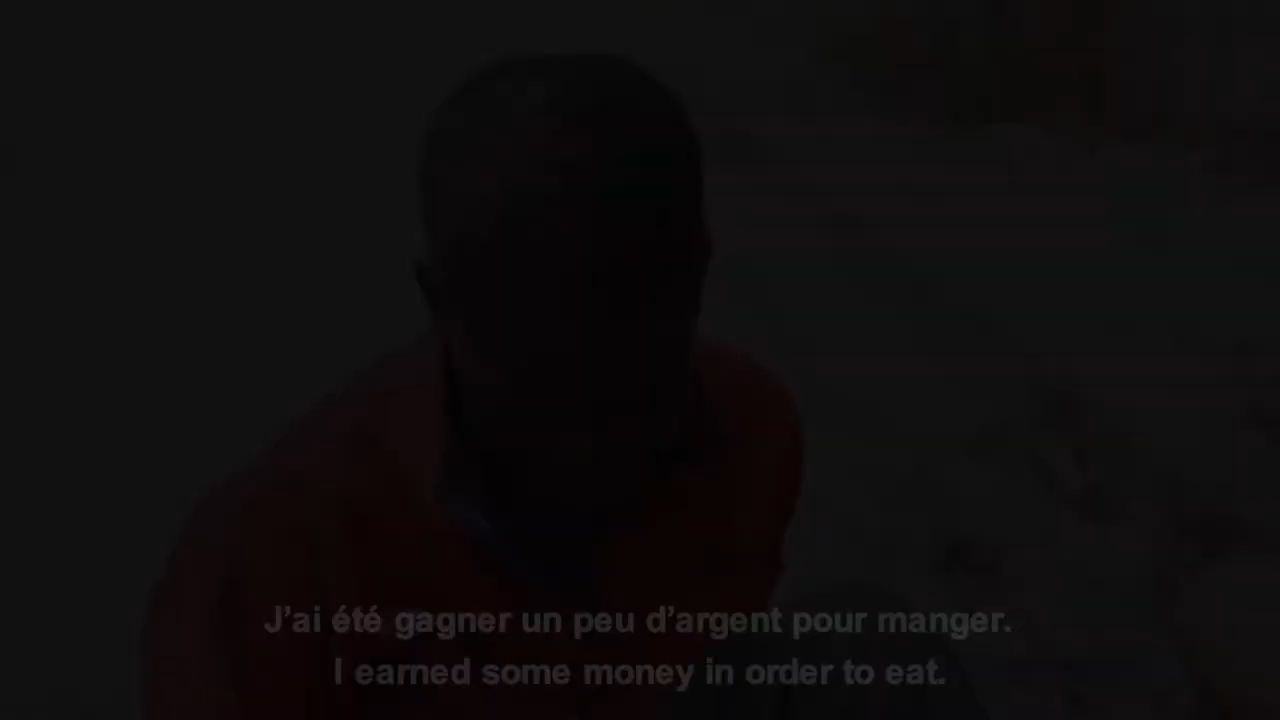 J’ai été gagner un peu d’argent pour manger.
I earned some money in order to eat.